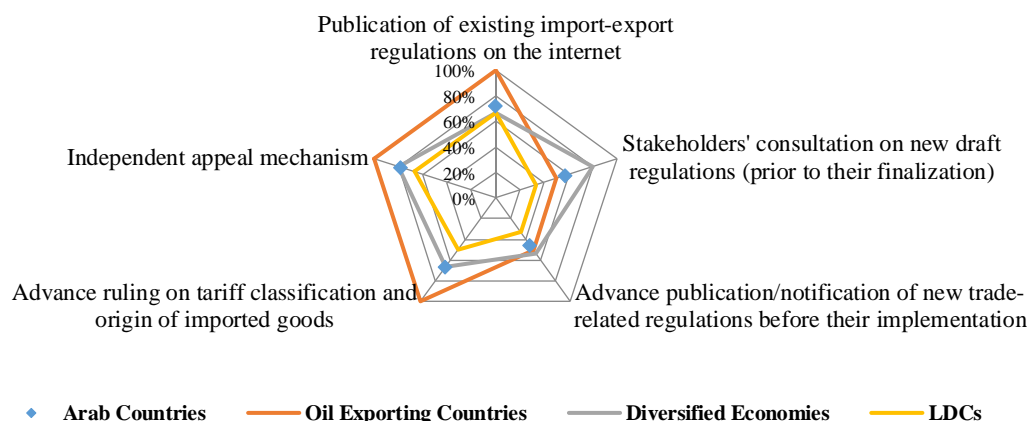 Publication of existing import-export
regulations on the internet
100%
80%
60%
40%
20%
0%
Stakeholders' consultation on new draft
regulations (prior to their finalization)
Independent appeal mechanism
Advance ruling on tariff classification and
origin of imported goods
Advance publication/notification of new trade-
related regulations before their implementation
Arab Countries
Oil Exporting Countries
Diversified Economies
LDCs